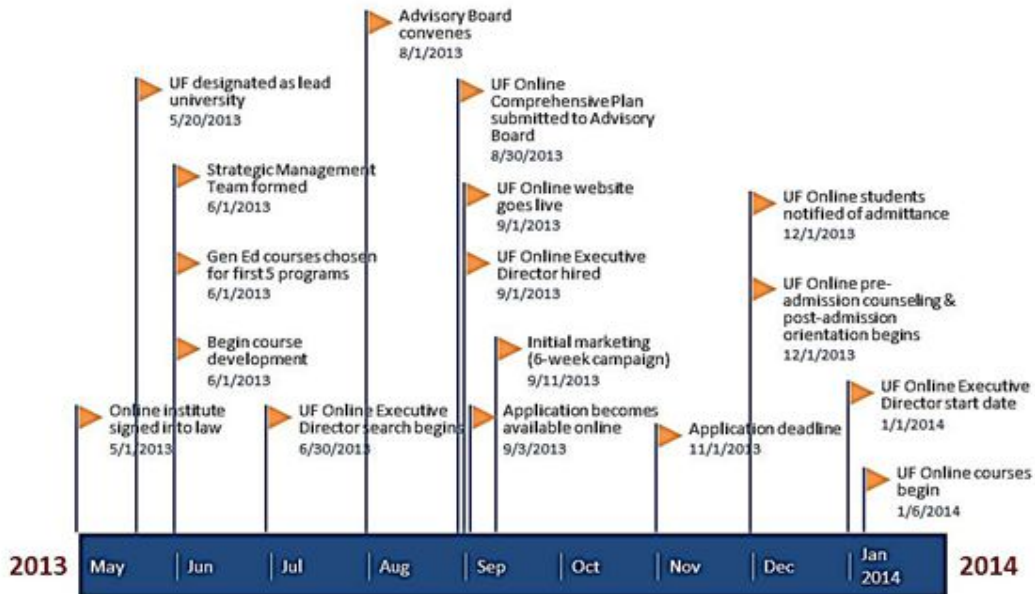 Advisory Board
convenes
8/1/2013
UF designated as lead
university
5/20/2013
UF Online
Comprehensive Plan
submitted to Advisory
Board
8/30/2013
Strategic Management
Team formed
6/1/2013
UF Online website
goes live
9/1/2013
UF Online students
notified of admittance
12/1/2013
Gen Ed courses chosen
for first 5 programs
6/1/2013
UF Online Executive
Director hired
9/1/2013
UF Online pre-
admission counseling &
post-admission
orientation begins
12/1/2013
Begin course
development
6/1/2013
Initial marketing
(6-week campaign)
9/11/2013
UF Online Executive
Director start date
1/1/2014
Online institute
signed into law
5/1/2013
UF Online Executive
Director search begins
6/30/2013
Application becomes
available online
9/3/2013
Application deadline
11/1/2013
UF Online courses
begin
1/6/2014
2013
May
Jun
Jul
Aug
Sep
Oct
Nov
Dec
Jan
2014
2014